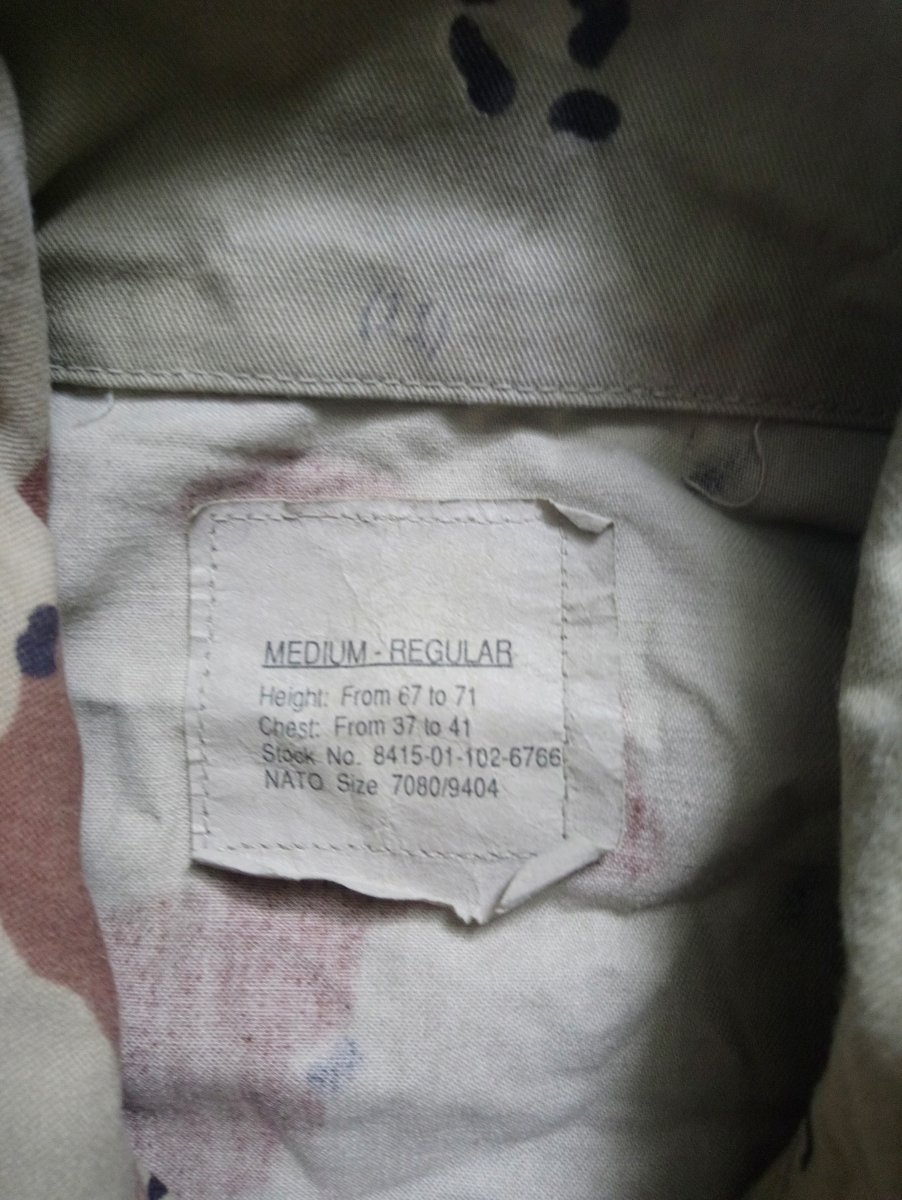 MEDIUM - REGULAR
Height: From 67 to 71
Chest: From 37 to 41
Stock No. 8415-01-102-6766
NATO Size 7080/9404